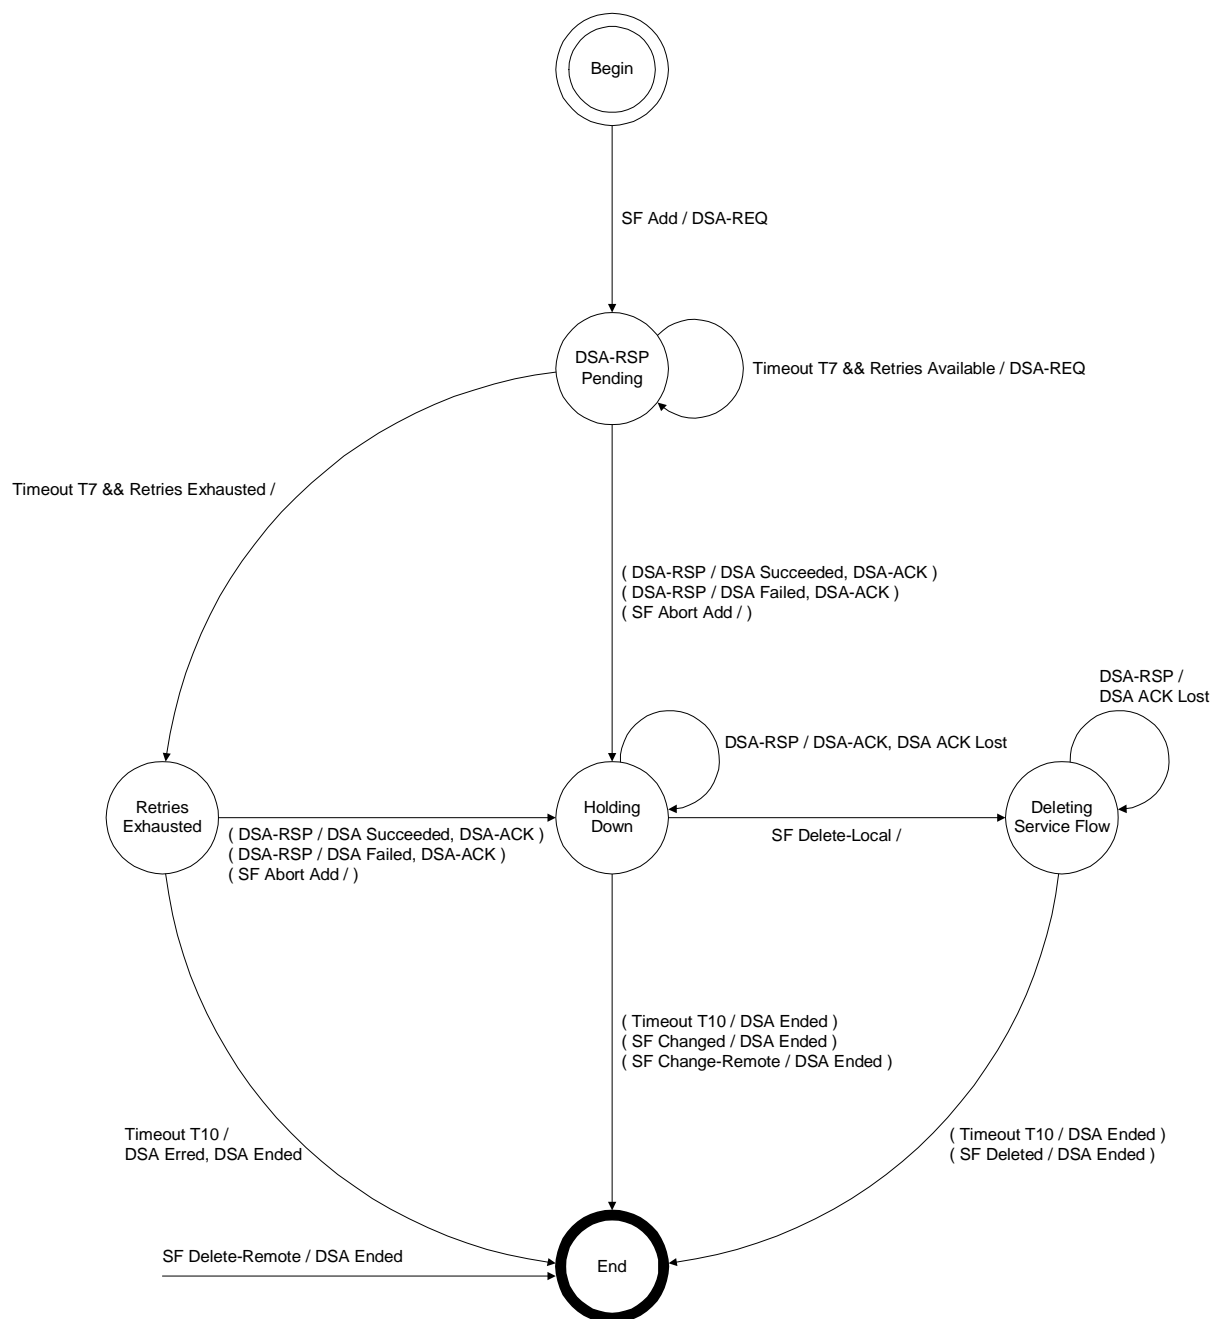 Begin
SF Add / DSA-REQ
DSA-RSP
Pending
Timeout T7 && Retries Available / DSA-REQ
Timeout T7 && Retries Exhausted /
( DSA-RSP / DSA Succeeded, DSA-ACK )
( DSA-RSP / DSA Failed, DSA-ACK )
( SF Abort Add / )
DSA-RSP /
DSA ACK Lost
DSA-RSP / DSA-ACK, DSA ACK Lost
Retries
Exhausted
( DSA-RSP / DSA Succeeded, DSA-ACK )
( DSA-RSP / DSA Failed, DSA-ACK )
( SF Abort Add / )
Holding
Down
SF Delete-Local /
Deleting
Service Flow
( Timeout T10 / DSA Ended )
( SF Changed / DSA Ended )
( SF Change-Remote / DSA Ended )
Timeout T10 /
DSA Erred, DSA Ended
( Timeout T10 / DSA Ended )
( SF Deleted / DSA Ended )
SF Delete-Remote / DSA Ended
End